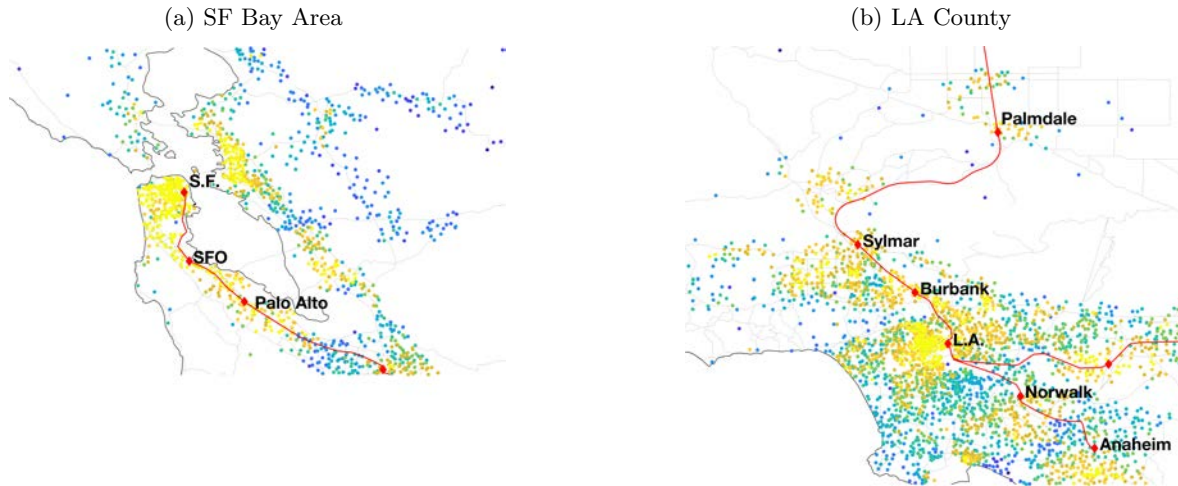 (a) SF Bay Area
(b) LA County
S.F.
SFO
Palo Alto
Palmdale
Sylmar
Burbank
L.A.
Norwalk
Anaheim